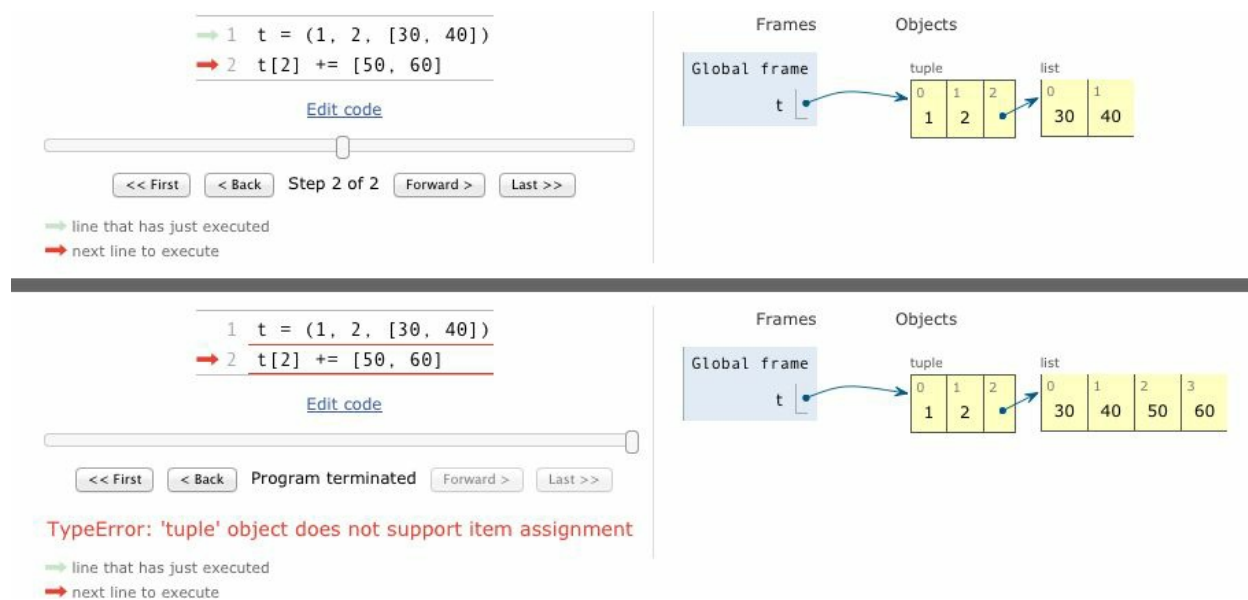 1 t = (1, 2, [30, 40])
2 t[2] += [50, 60]
Edit code
<< First < Back Step 2 of 2 Forward > Last >>
line that has just executed
next line to execute
Frames Objects
Global frame
t
tuple list
0 1 2 0 1
1 2 30 40
1 t = (1, 2, [30, 40])
2 t[2] += [50, 60]
Edit code
<< First < Back Program terminated Forward > Last >>
TypeError: 'tuple' object does not support item assignment
line that has just executed
next line to execute
Frames Objects
Global frame
t
tuple list
0 1 2 0 1 2 3
1 2 30 40 50 60